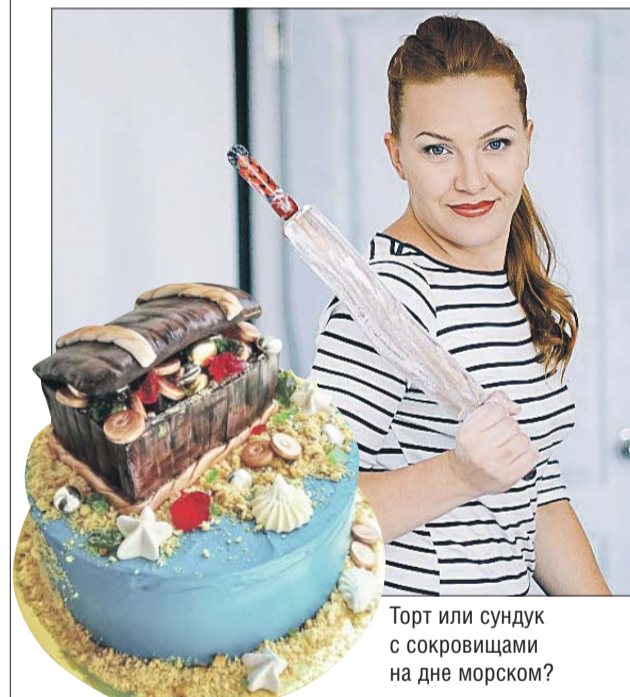 Торт или сундук
с сокровищами
на дне морском?